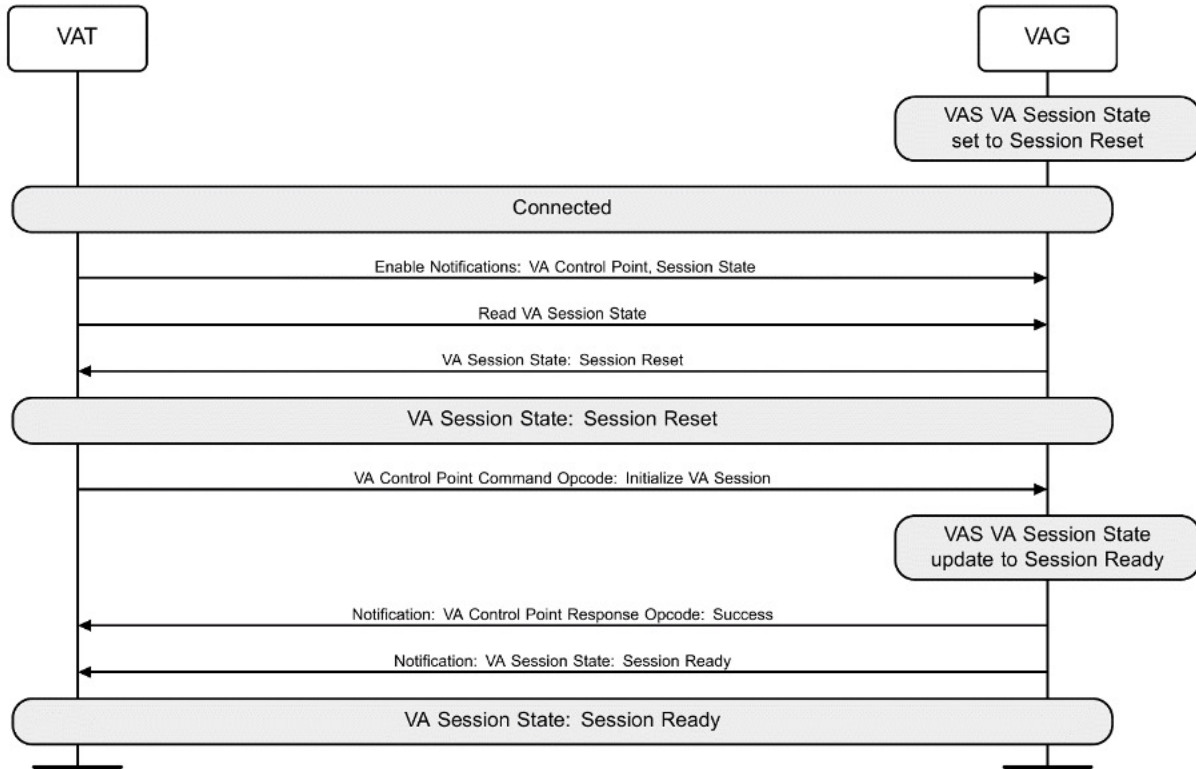 VAT
VAG
VAS VA Session State
set to Session Reset
Connected
Enable Notifications: VA Control Point, Session State
Read VA Session State
VA Session State: Session Reset
VA Session State: Session Reset
VA Control Point Command Opcode: Initialize VA Session
VAS VA Session State
update to Session Ready
Notification: VA Control Point Response Opcode: Success
Notification: VA Session State: Session Ready
VA Session State: Session Ready